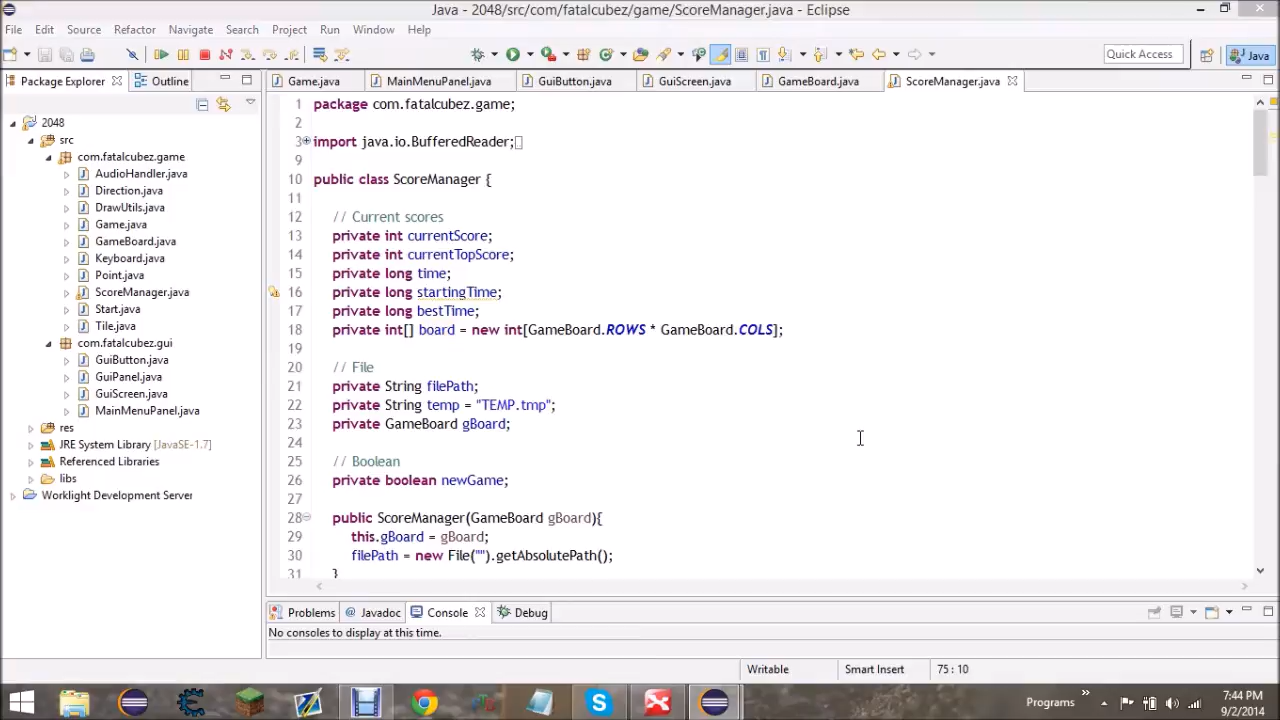 Java - 2048/src/com/fatalcubez/game/ScoreManager.java - Eclipse
File Edit Source Refactor Navigate Search Project Run Window Help
Quick Access Java
Package Explorer Outline Game.java MainMenuPanel.java GuiButton.java GuiScreen.java GameBoard.java ScoreManager.java
2048
src
com.fatalcubez.game
AudioHandler.java
Direction.java
DrawUtils.java
Game.java
GameBoard.java
Keyboard.java
Point.java
ScoreManager.java
Start.java
Tile.java
com.fatalcubez.gui
GuiButton.java
GuiPanel.java
GuiScreen.java
MainMenuPanel.java
res
JRE System Library [JavaSE-1.7]
Referenced Libraries
libs
Worklight Development Server
1 package com.fatalcubez.game;
2
3 import java.io.BufferedReader;
9
10 public class ScoreManager {
11
12 // Current scores
13 private int currentScore;
14 private int currentTopScore;
15 private long time;
16 private long startingTime;
17 private long bestTime;
18 private int[] board = new int[GameBoard.ROWS * GameBoard.COLS];
19
20 // File
21 private String filePath;
22 private String temp = "TEMP.tmp";
23 private GameBoard gBoard;
24
25 // Boolean
26 private boolean newGame;
27
28 public ScoreManager(GameBoard gBoard){
29 this.gBoard = gBoard;
30 filePath = new File("").getAbsolutePath();
31 }
Problems Javadoc Console Debug
No consoles to display at this time.
Writable Smart Insert 75 : 10
Programs 7:44 PM
9/2/2014